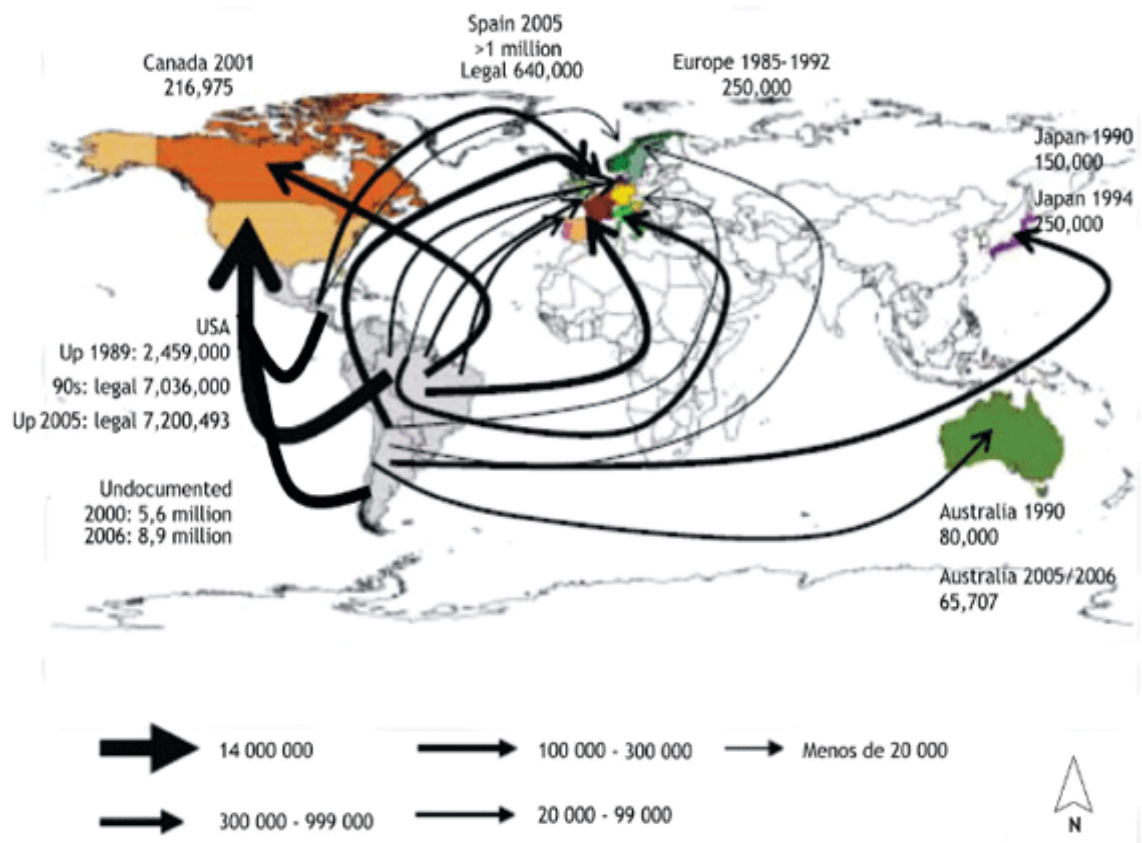 Spain 2005
>1 million
Legal 640,000
Canada 2001
216,975
Europe 1985-1992
250,000
Japan 1990
150,000
Japan 1994
250,000
USA
Up 1989: 2,459,000
90s: legal 7,036,000
Up 2005: legal 7,200,493
Undocumented
2000: 5,6 million
2006: 8,9 million
Australia 1990
80,000
Australia 2005/2006
65,707
14 000 000
100 000 - 300 000
Menos de 20 000
300 000 - 999 000
20 000 - 99 000
N